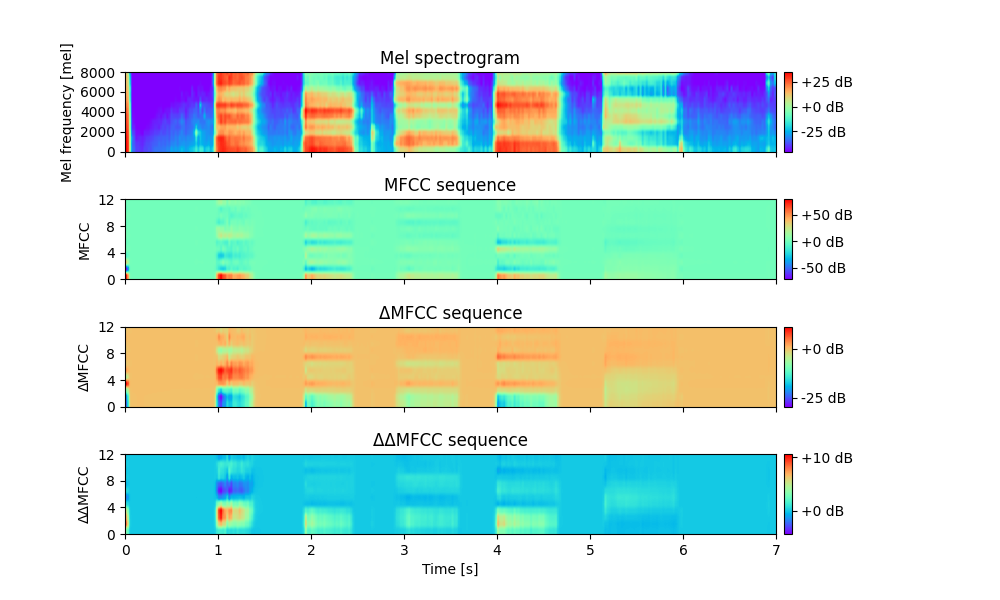 Mel spectrogram
Mel frequency [mel]
8000
6000
4000
2000
0
+25 dB
+0 dB
-25 dB
MFCC sequence
MFCC
12
8
4
0
+50 dB
+0 dB
-50 dB
ΔMFCC sequence
ΔMFCC
12
8
4
0
+0 dB
-25 dB
ΔΔMFCC sequence
ΔΔMFCC
12
8
4
0
+10 dB
+0 dB
0 1 2 3 4 5 6 7
Time [s]